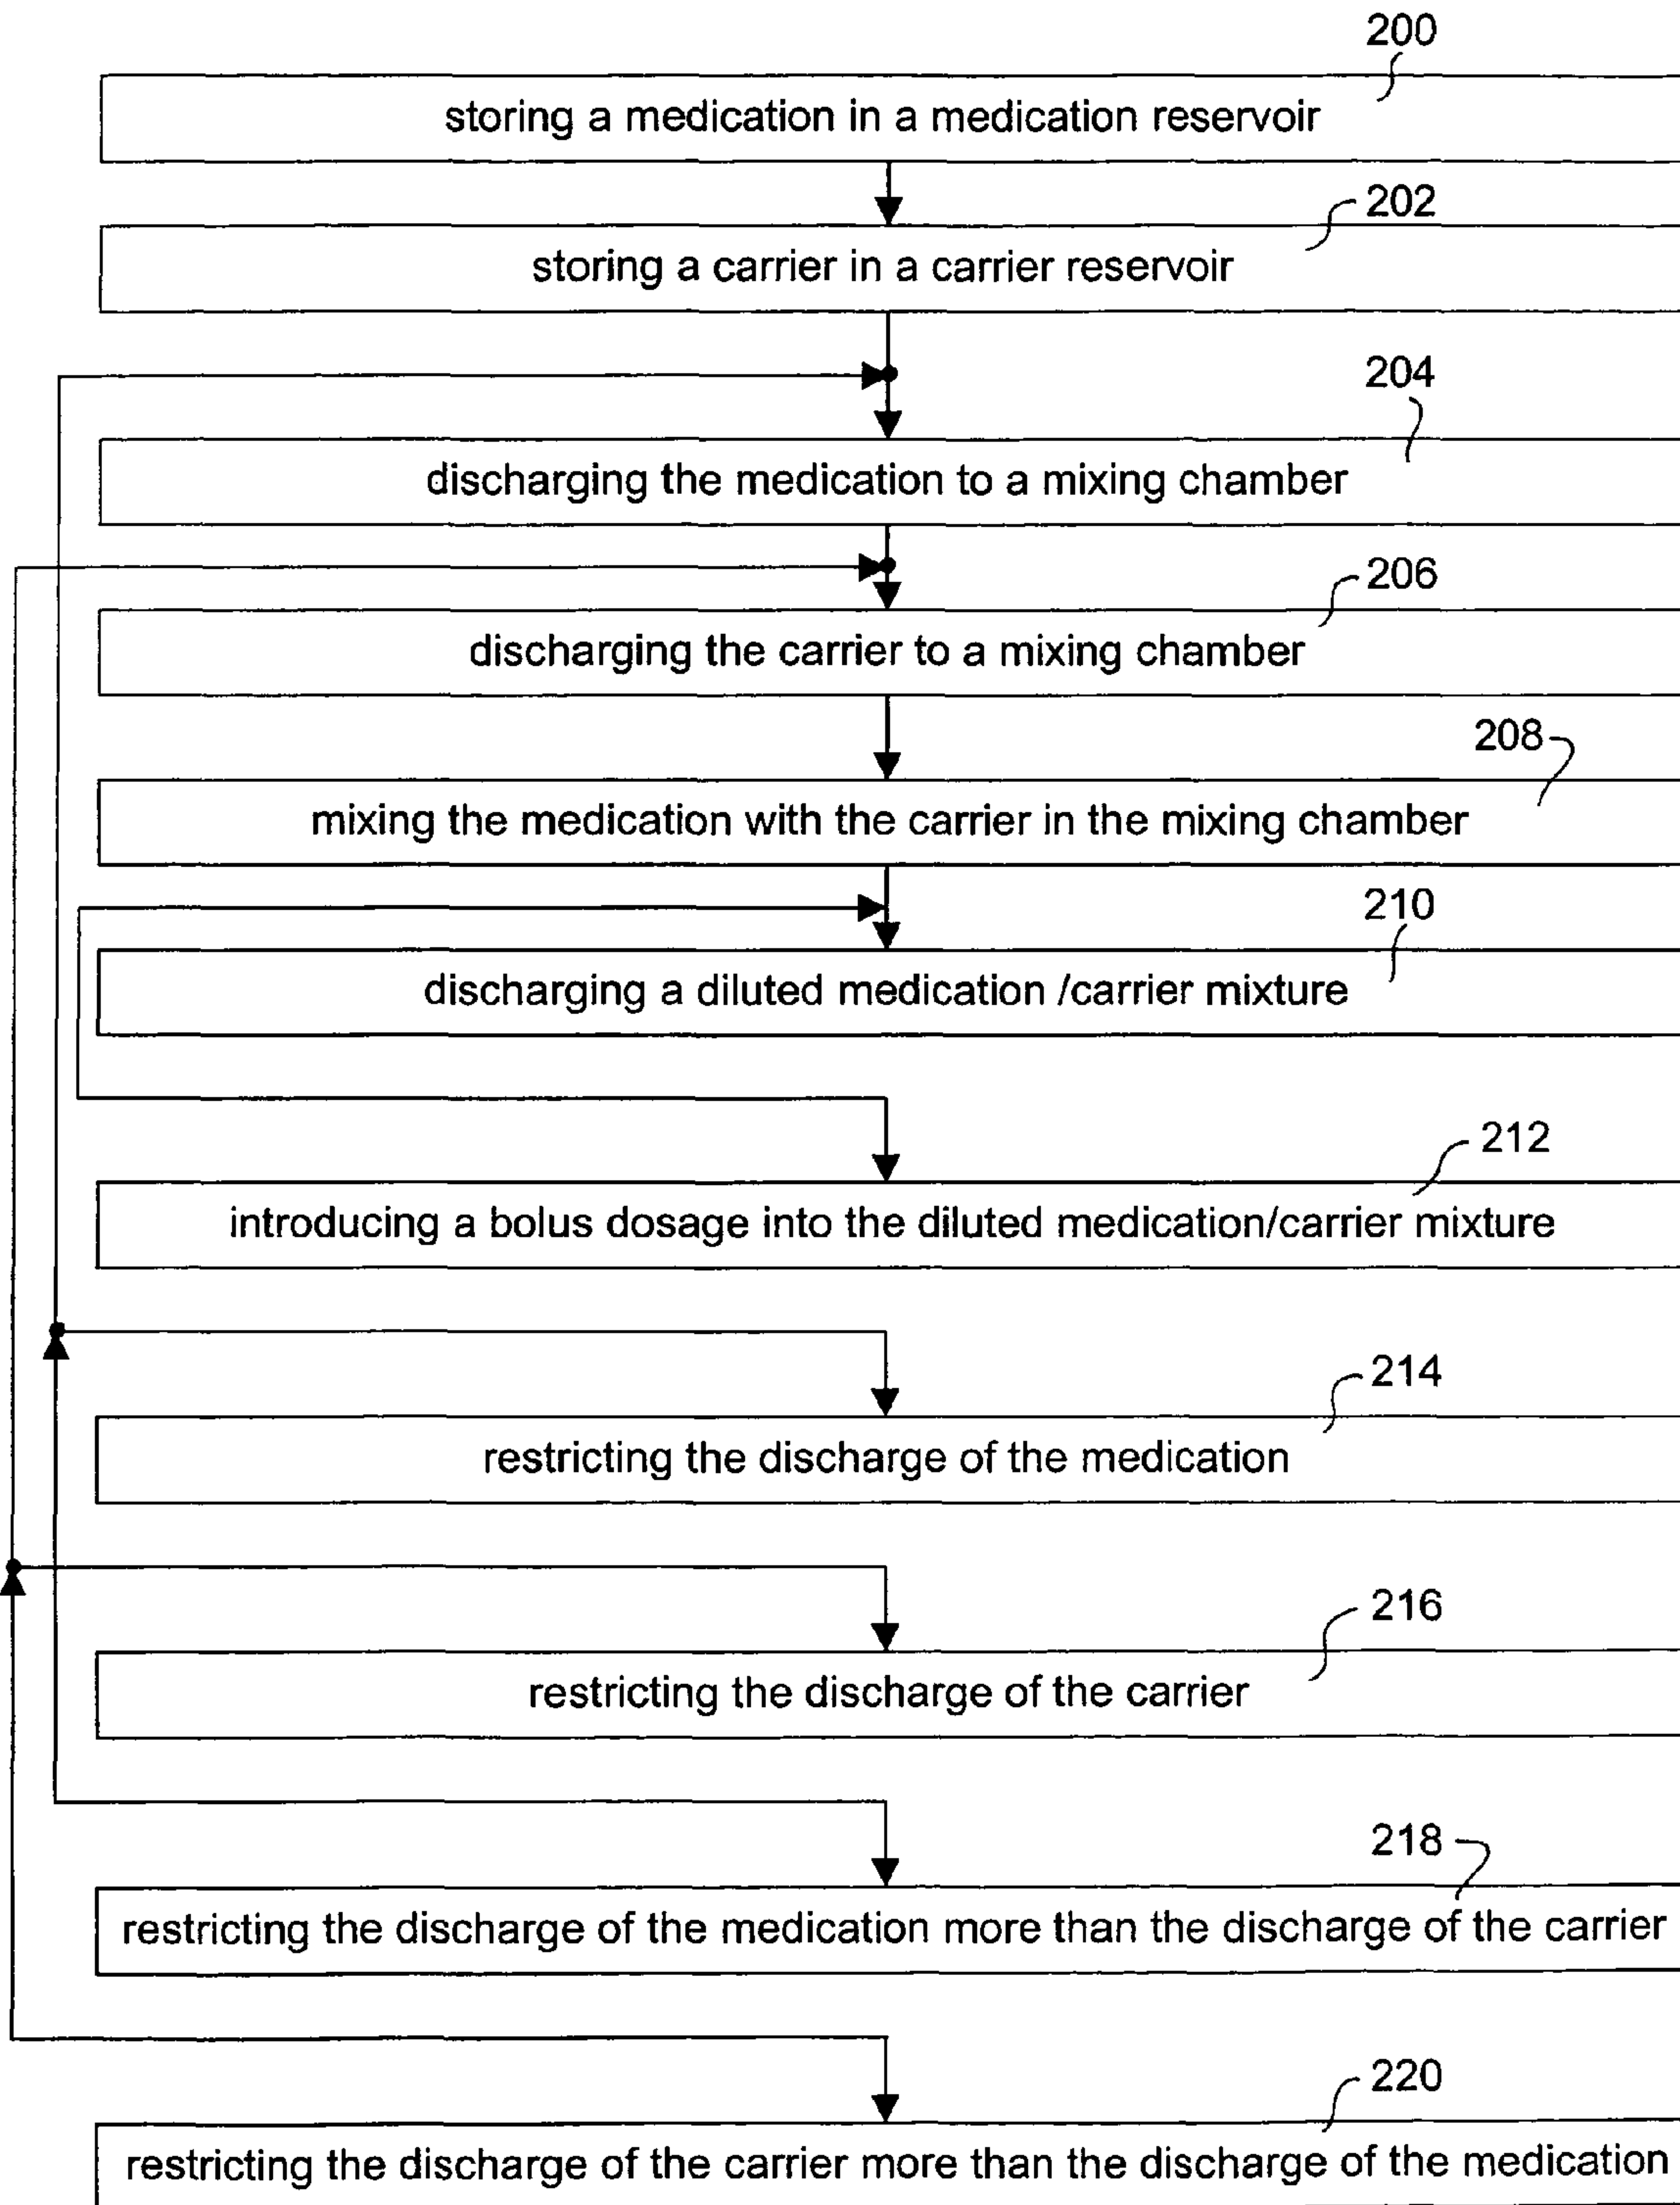 200
storing a medication in a medication reservoir
202
storing a carrier in a carrier reservoir
204
discharging the medication to a mixing chamber
206
discharging the carrier to a mixing chamber
208
mixing the medication with the carrier in the mixing chamber
210
discharging a diluted medication /carrier mixture
212
introducing a bolus dosage into the diluted medication/carrier mixture
214
restricting the discharge of the medication
216
restricting the discharge of the carrier
218
restricting the discharge of the medication more than the discharge of the carrier
220
restricting the discharge of the carrier more than the discharge of the medication